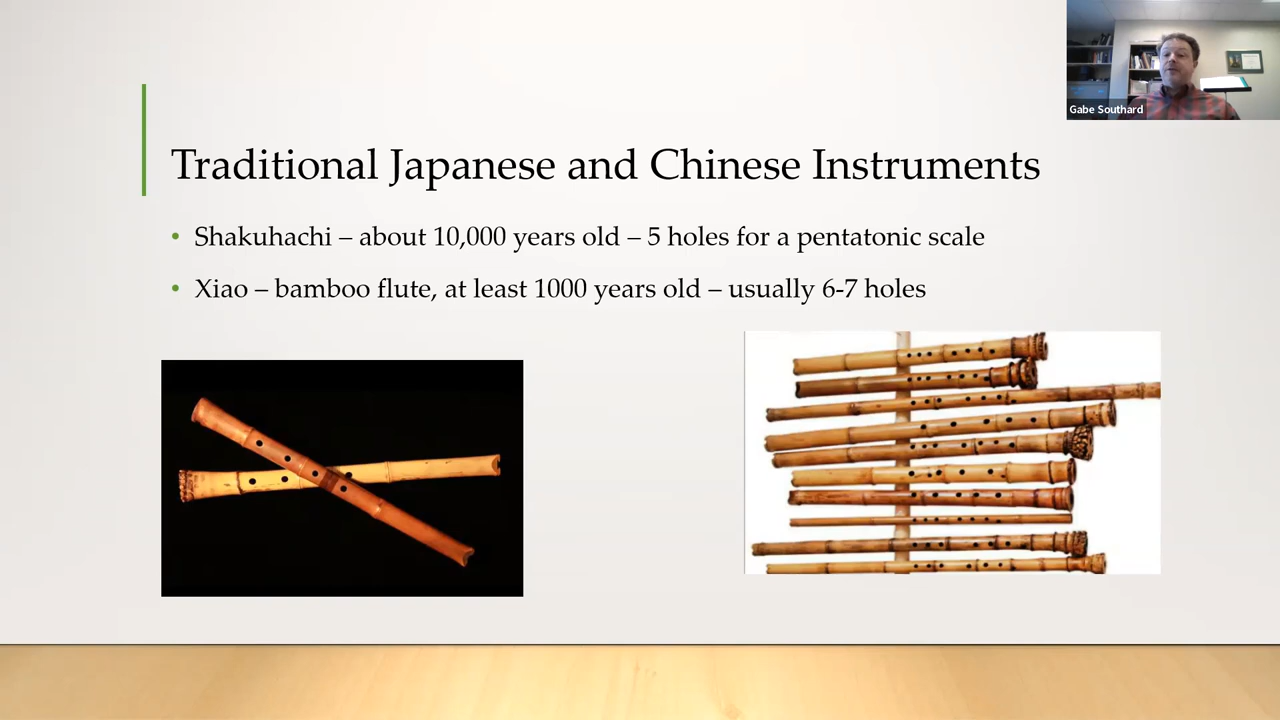 Gabe Southard
Traditional Japanese and Chinese Instruments
• Shakuhachi – about 10,000 years old – 5 holes for a pentatonic scale
• Xiao – bamboo flute, at least 1000 years old – usually 6-7 holes